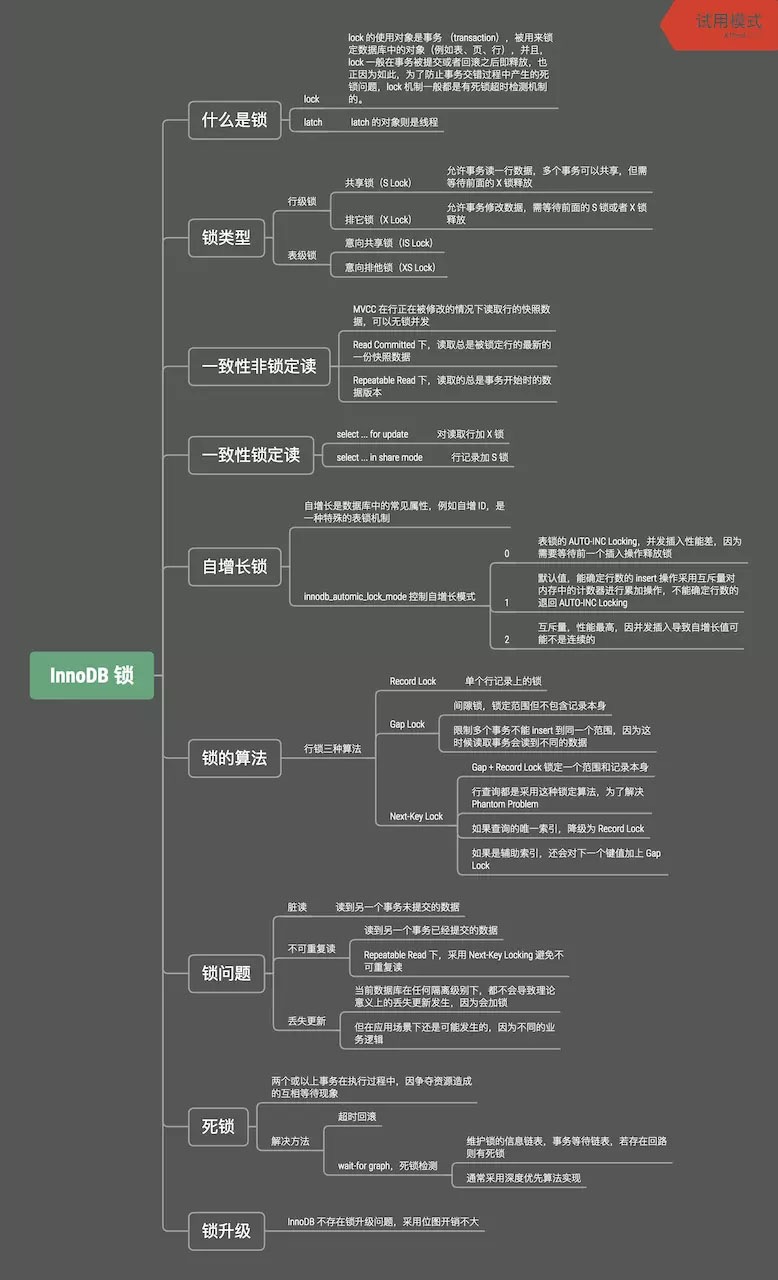 试用模式
XMind
lock 的使用对象是事务 （transaction），被用来锁
定数据库中的对象（例如表、页、行），并且，
lock 一般在事务被提交或者回滚之后即释放，也
正因为如此，为了防止事务交错过程中产生的死
锁问题，lock 机制一般都是有死锁超时检测机制
的。
lock
什么是锁
latch
latch 的对象则是线程
允许事务读一行数据，多个事务可以共享，但需
等待前面的 X 锁释放
共享锁（S Lock）
行级锁
允许事务修改数据，需等待前面的 S 锁或者 X 锁
释放
排它锁（X Lock）
锁类型
意向共享锁（IS Lock）
表级锁
意向排他锁（XS Lock）
MVCC 在行正在被修改的情况下读取行的快照数
据，可以无锁并发
Read Committed 下，读取总是被锁定行的最新的
一份快照数据
一致性非锁定读
Repeatable Read 下，读取的总是事务开始时的数
据版本
select ... for update
对读取行加 X 锁
一致性锁定读
select ... in share mode
行记录加 S 锁
自增长是数据库中的常见属性，例如自增 ID，是
一种特殊的表锁机制
自增长锁
0
表锁的 AUTO-INC Locking，并发插入性能差，因为
需要等待前一个插入操作释放锁
innodb_automic_lock_mode 控制自增长模式
1
默认值，能确定行数的 insert 操作采用互斥量对
内存中的计数器进行累加操作，不能确定行数的
退回 AUTO-INC Locking
2
互斥量，性能最高，因并发插入导致自增长值可
能不是连续的
InnoDB 锁
Record Lock
单个行记录上的锁
间隙锁，锁定范围但不包含记录本身
Gap Lock
限制多个事务不能 insert 到同一个范围，因为这
时候读取事务会读到不同的数据
锁的算法
行锁三种算法
Gap + Record Lock 锁定一个范围和记录本身
行查询都是采用这种锁定算法，为了解决
Phantom Problem
Next-Key Lock
如果查询的唯一索引，降级为 Record Lock
如果是辅助索引，还会对下一个键值加上 Gap
Lock
脏读
读到另一个事务未提交的数据
读到另一个事务已经提交的数据
不可重复读
Repeatable Read 下，采用 Next-Key Locking 避免不
可重复读
锁问题
当前数据库在任何隔离级别下，都不会导致理论
意义上的丢失更新发生，因为会加锁
丢失更新
但在应用场景下还是可能发生的，因为不同的业
务逻辑
两个或以上事务在执行过程中，因争夺资源造成
的互相等待现象
死锁
超时回滚
解决方法
维护锁的信息链表，事务等待链表，若存在回路
则有死锁
wait-for graph，死锁检测
通常采用深度优先算法实现
锁升级
InnoDB 不存在锁升级问题，采用位图开销不大